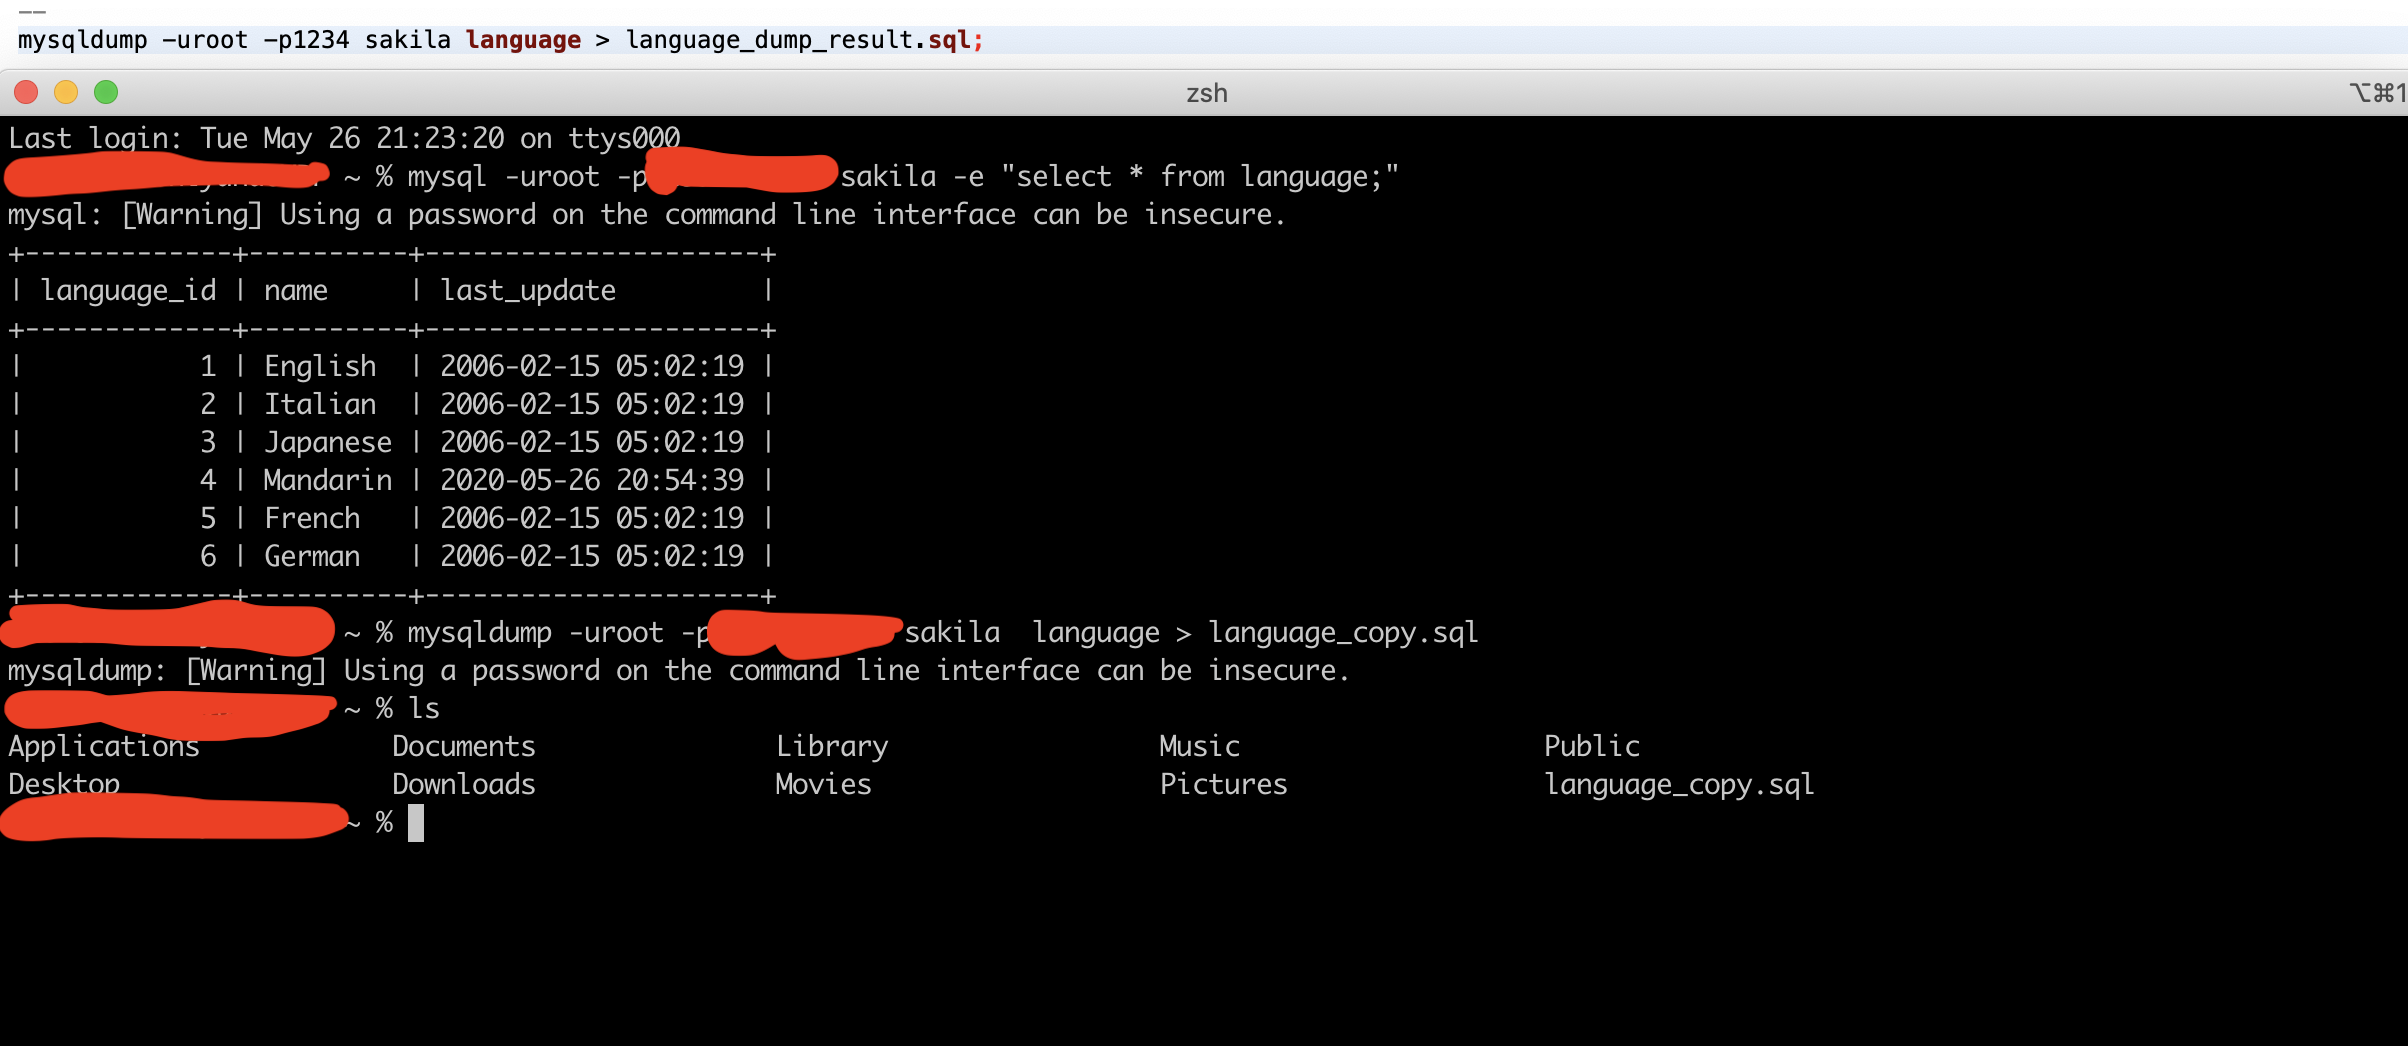 ——
mysqldump -uroot -p1234 sakila language > language_dump_result.sql;
zsh
⌥⌘1
Last login: Tue May 26 21:23:20 on ttys000
~ % mysql -uroot -p sakila -e "select * from language;"
mysql: [Warning] Using a password on the command line interface can be insecure.
+-------------+----------+---------------------+
| language_id | name     | last_update         |
+-------------+----------+---------------------+
|           1 | English  | 2006-02-15 05:02:19 |
|           2 | Italian  | 2006-02-15 05:02:19 |
|           3 | Japanese | 2006-02-15 05:02:19 |
|           4 | Mandarin | 2020-05-26 20:54:39 |
|           5 | French   | 2006-02-15 05:02:19 |
|           6 | German   | 2006-02-15 05:02:19 |
+-------------+----------+---------------------+
~ % mysqldump -uroot -p sakila  language > language_copy.sql
mysqldump: [Warning] Using a password on the command line interface can be insecure.
~ % ls
Applications Documents Library Music Public
Desktop Downloads Movies Pictures language_copy.sql
~ %